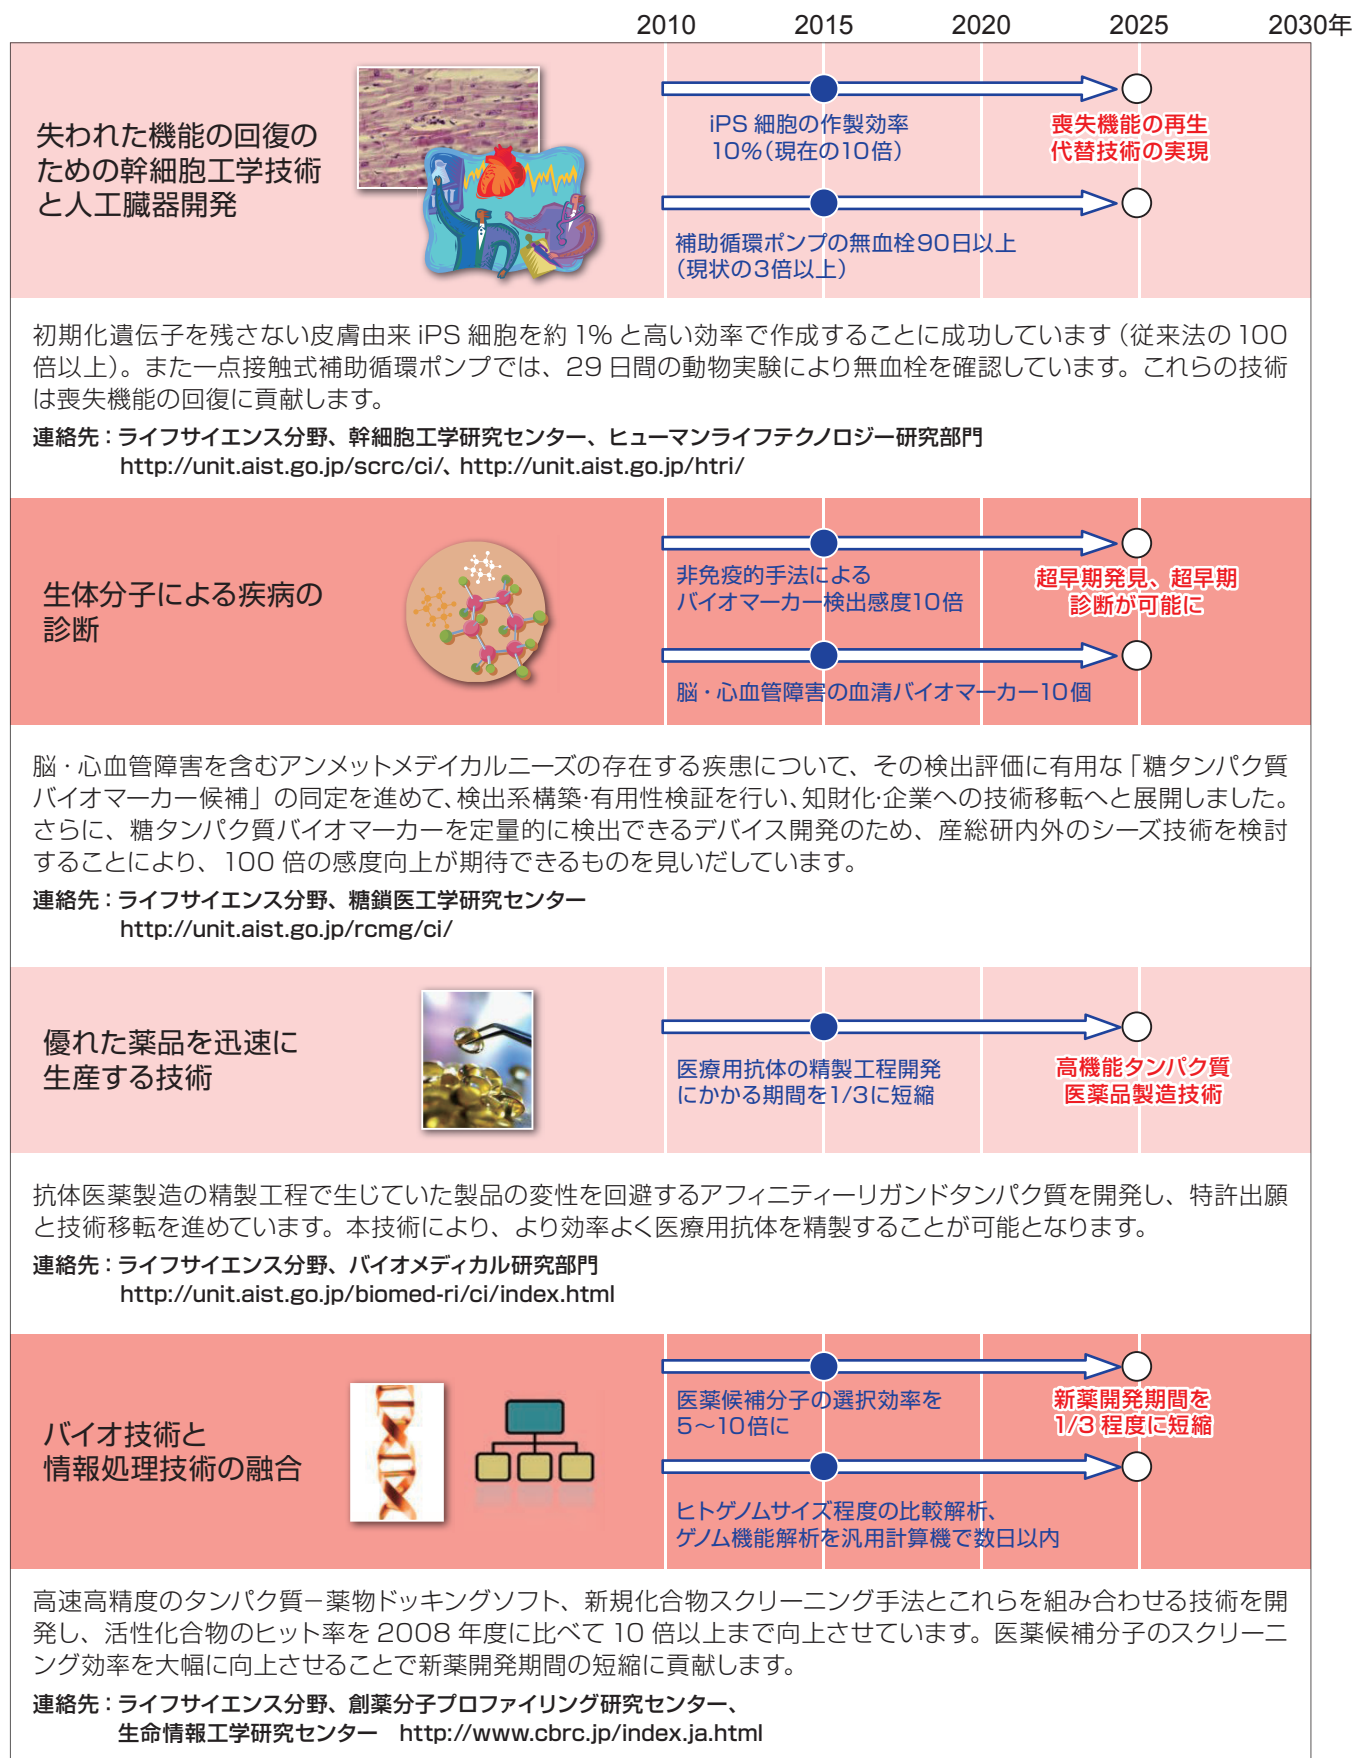 2010 2015 2020 2025 2030年
失われた機能の回復の
ための幹細胞工学技術
と人工臓器開発
iPS 細胞の作製効率
10%（現在の10倍）
喪失機能の再生
代替技術の実現
補助循環ポンプの無血栓90日以上
（現状の3倍以上）
初期化遺伝子を残さない皮膚由来 iPS 細胞を約 1% と高い効率で作成することに成功しています（従来法の 100
倍以上）。また一点接触式補助循環ポンプでは、29 日間の動物実験により無血栓を確認しています。これらの技術
は喪失機能の回復に貢献します。
連絡先：ライフサイエンス分野、幹細胞工学研究センター、ヒューマンライフテクノロジー研究部門
http://unit.aist.go.jp/scrc/ci/、http://unit.aist.go.jp/htri/
生体分子による疾病の
診断
非免疫的手法による
バイオマーカー検出感度10倍
超早期発見、超早期
診断が可能に
脳・心血管障害の血清バイオマーカー10個
脳・心血管障害を含むアンメットメデイカルニーズの存在する疾患について、その検出評価に有用な「糖タンパク質
バイオマーカー候補」の同定を進めて、検出系構築・有用性検証を行い、知財化・企業への技術移転へと展開しました。
さらに、糖タンパク質バイオマーカーを定量的に検出できるデバイス開発のため、産総研内外のシーズ技術を検討
することにより、100 倍の感度向上が期待できるものを見いだしています。
連絡先：ライフサイエンス分野、糖鎖医工学研究センター
http://unit.aist.go.jp/rcmg/ci/
優れた薬品を迅速に
生産する技術
医療用抗体の精製工程開発
にかかる期間を1/3に短縮
高機能タンパク質
医薬品製造技術
抗体医薬製造の精製工程で生じていた製品の変性を回避するアフィニティーリガンドタンパク質を開発し、特許出願
と技術移転を進めています。本技術により、より効率よく医療用抗体を精製することが可能となります。
連絡先：ライフサイエンス分野、バイオメディカル研究部門
http://unit.aist.go.jp/biomed-ri/ci/index.html
バイオ技術と
情報処理技術の融合
医薬候補分子の選択効率を
5～10倍に
新薬開発期間を
1/3 程度に短縮
ヒトゲノムサイズ程度の比較解析、
ゲノム機能解析を汎用計算機で数日以内
高速高精度のタンパク質－薬物ドッキングソフト、新規化合物スクリーニング手法とこれらを組み合わせる技術を開
発し、活性化合物のヒット率を 2008 年度に比べて 10 倍以上まで向上させています。医薬候補分子のスクリーニ
ング効率を大幅に向上させることで新薬開発期間の短縮に貢献します。
連絡先：ライフサイエンス分野、創薬分子プロファイリング研究センター、
生命情報工学研究センター　http://www.cbrc.jp/index.ja.html